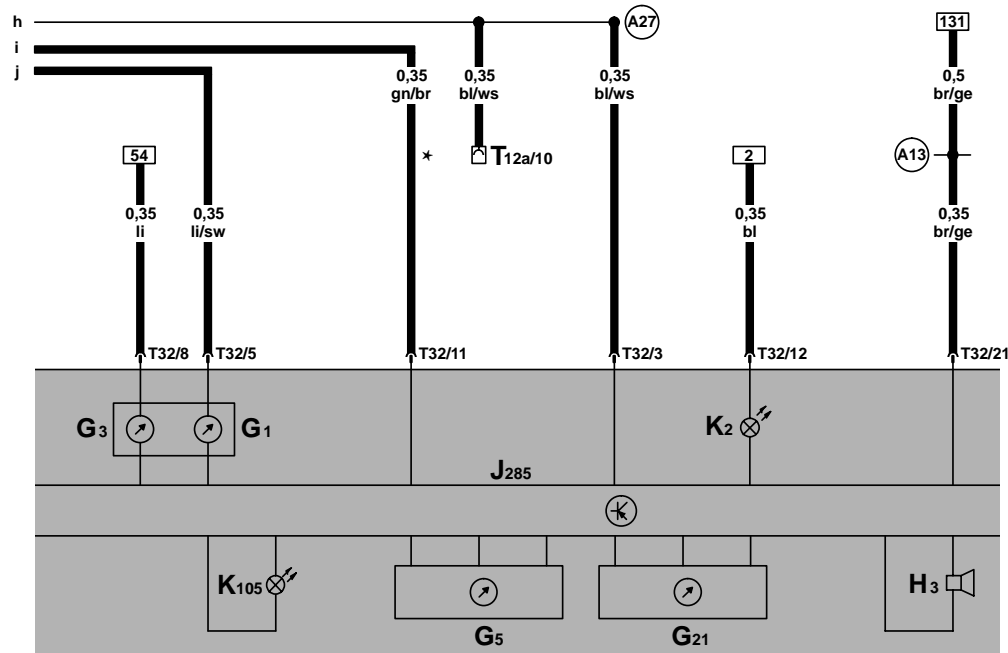 h
A27
131
i
j
0,35
gn/br
0,35
bl/ws
0,35
bl/ws
0,5
br/ge
54
*
T12a/10
2
A13
0,35
li
0,35
li/sw
0,35
bl
0,35
br/ge
T32/8
T32/5
T32/11
T32/3
T32/12
T32/21
G3
G1
K2
J285
K105
H3
G5
G21